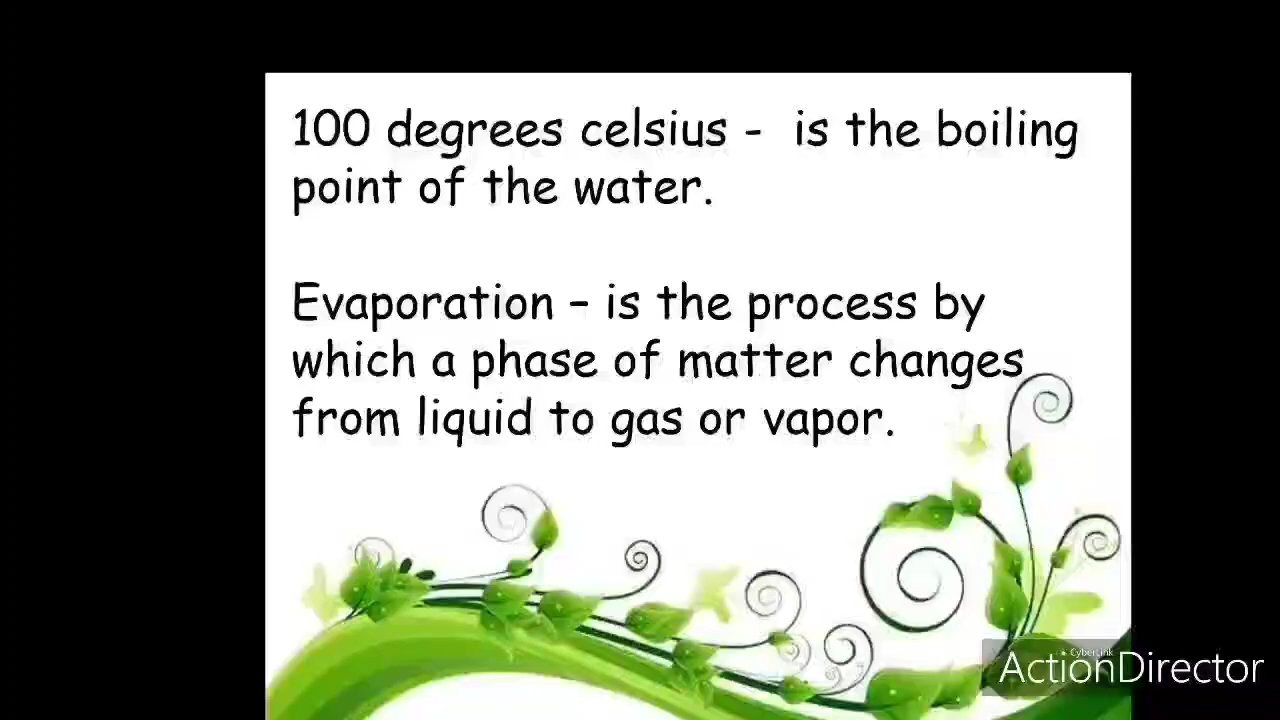 100 degrees celsius -  is the boiling
point of the water.
Evaporation – is the process by
which a phase of matter changes
from liquid to gas or vapor.
CyberLink
ActionDirector